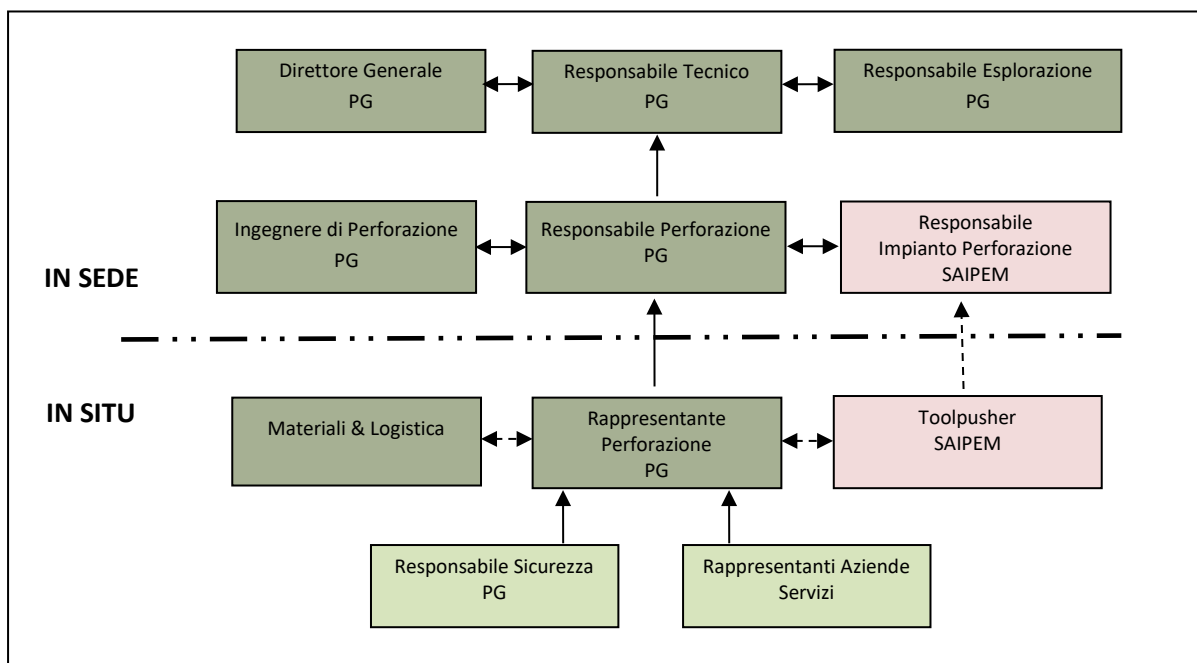 Direttore Generale
PG
Responsabile Tecnico
PG
Responsabile Esplorazione
PG
Ingegnere di Perforazione
PG
Responsabile Perforazione
PG
Responsabile
Impianto Perforazione
SAIPEM
IN SEDE
IN SITU
Materiali & Logistica
Rappresentante
Perforazione
PG
Toolpusher
SAIPEM
Responsabile Sicurezza
PG
Rappresentanti Aziende
Servizi